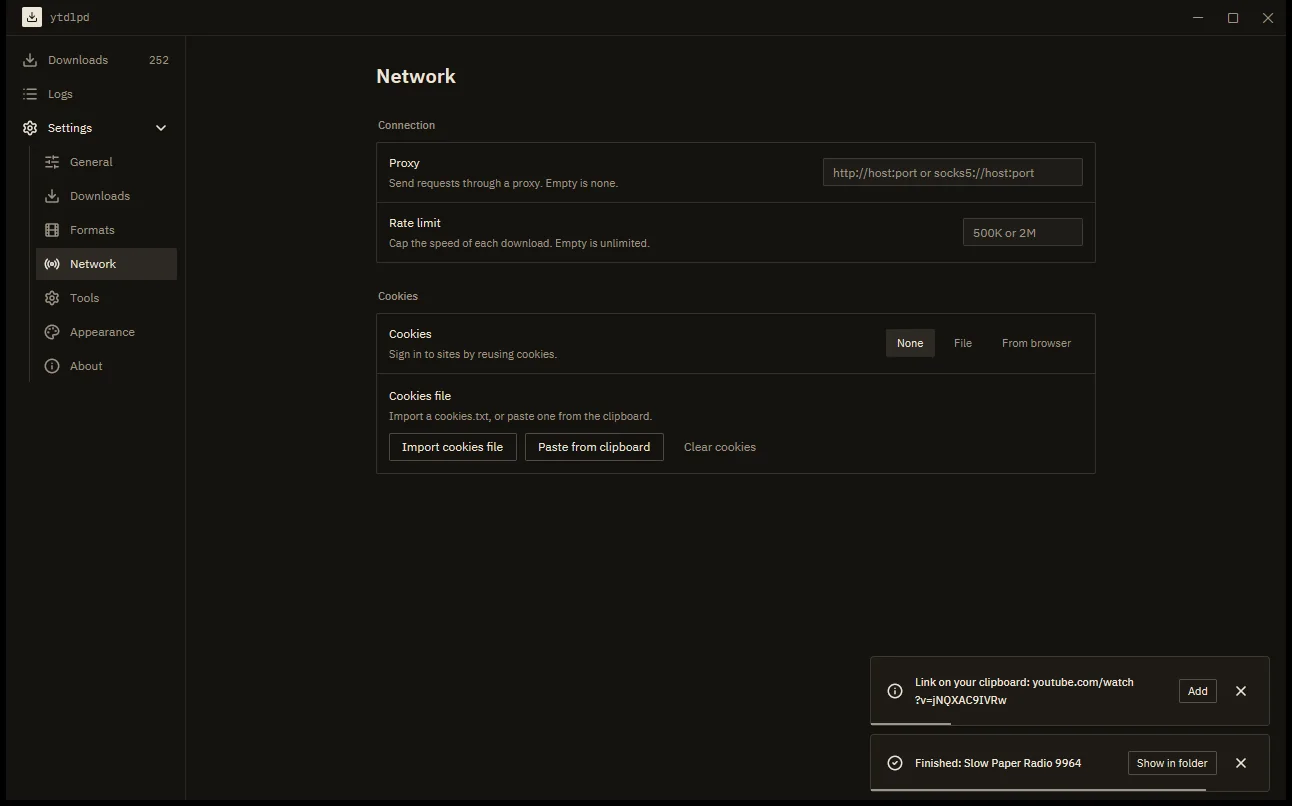 ytdlpd
Downloads 252
Logs
Settings
General
Downloads
Formats
Network
Tools
Appearance
About
Network
Connection
Proxy
Send requests through a proxy. Empty is none.
http://host:port or socks5://host:port
Rate limit
Cap the speed of each download. Empty is unlimited.
500K or 2M
Cookies
Cookies
Sign in to sites by reusing cookies.
None File From browser
Cookies file
Import a cookies.txt, or paste one from the clipboard.
Import cookies file Paste from clipboard Clear cookies
Link on your clipboard: youtube.com/watch
?v=jNQXAC9IVRw
Add
Finished: Slow Paper Radio 9964
Show in folder